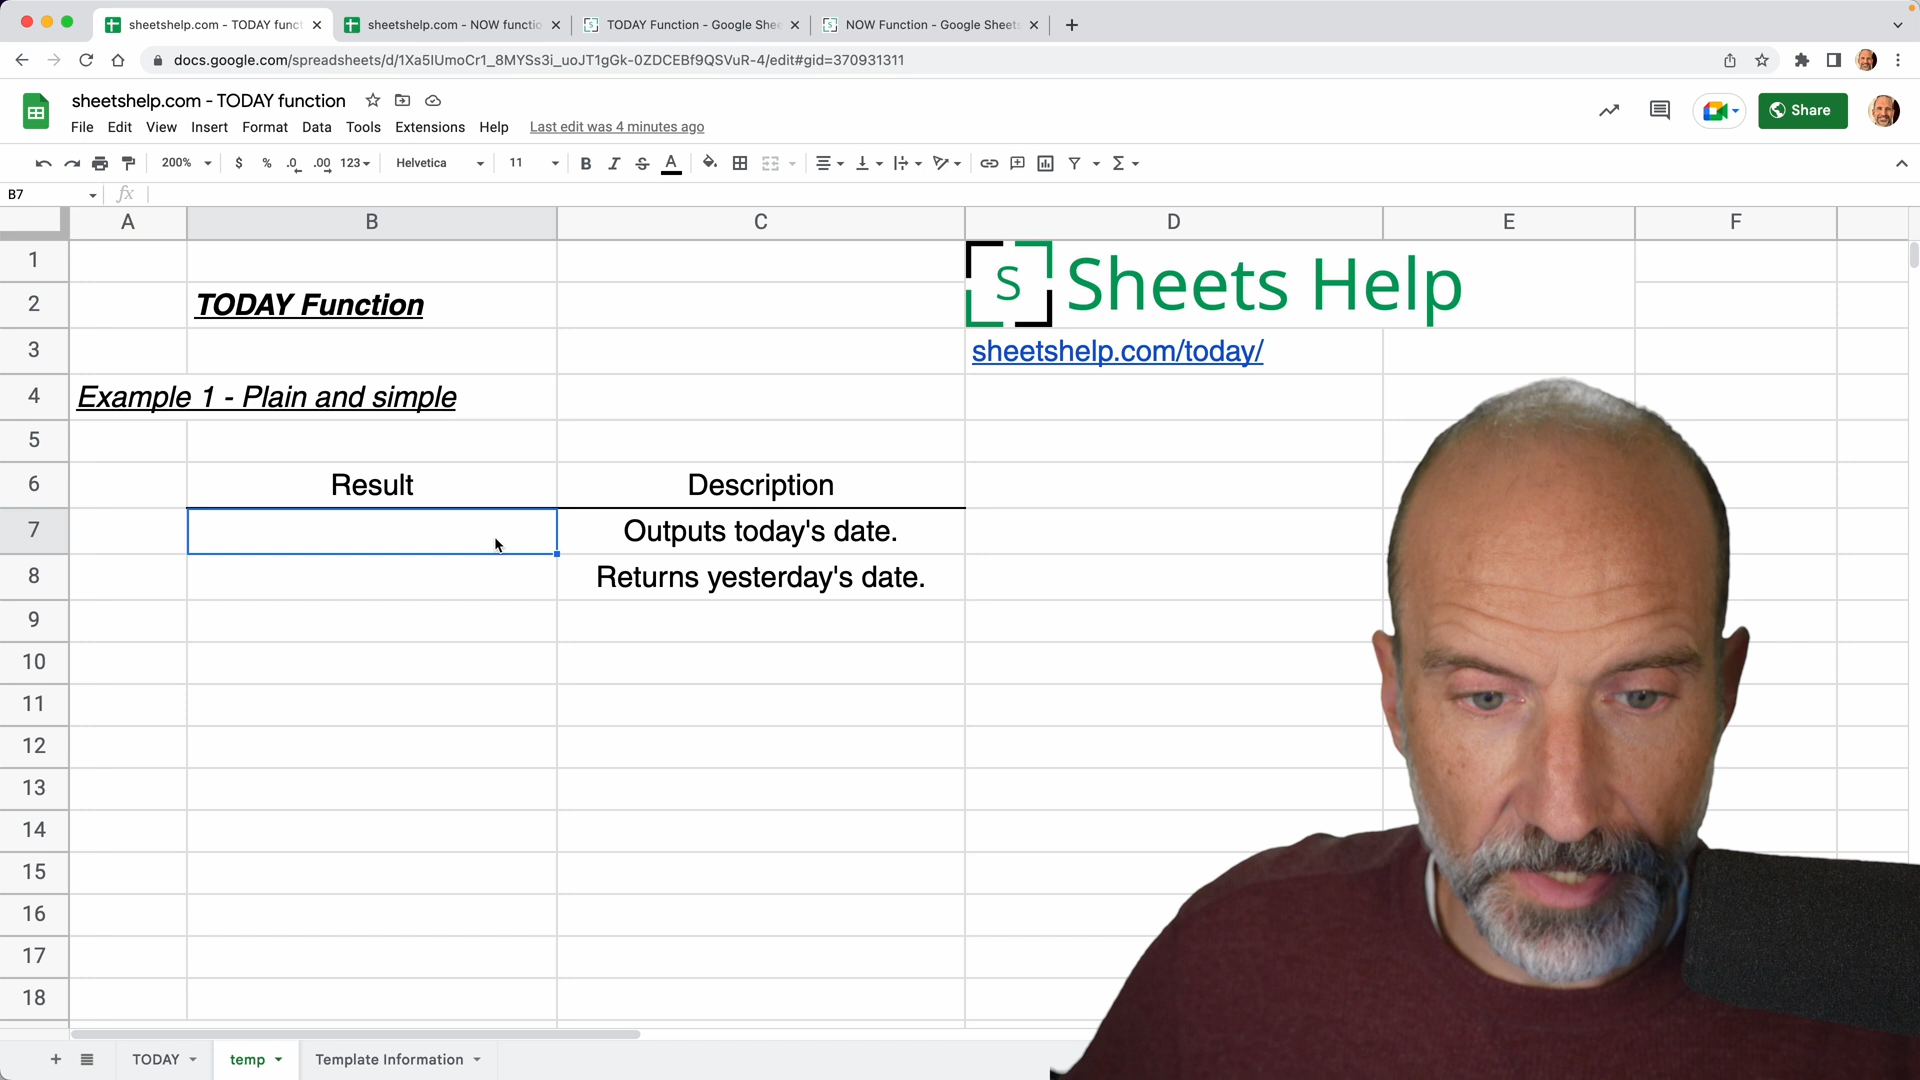 sheetshelp.com - TODAY funct
sheetshelp.com - NOW functio
TODAY Function - Google Shee
NOW Function - Google Sheets
docs.google.com/spreadsheets/d/1Xa5IUmoCr1_8MYSs3i_uoJT1gGk-0ZDCEBf9QSVuR-4/edit#gid=370931311
sheetshelp.com - TODAY function
File Edit View Insert Format Data Tools Extensions Help Last edit was 4 minutes ago
Share
200% $ % .0 .00 123 Helvetica 11 B I S A Σ
B7 fx
A B C D E F
1
S Sheets Help
2 TODAY Function
3 sheetshelp.com/today/
4 Example 1 - Plain and simple
5
6 Result Description
7 Outputs today's date.
8 Returns yesterday's date.
9
10
11
12
13
14
15
16
17
18
+ TODAY temp Template Information